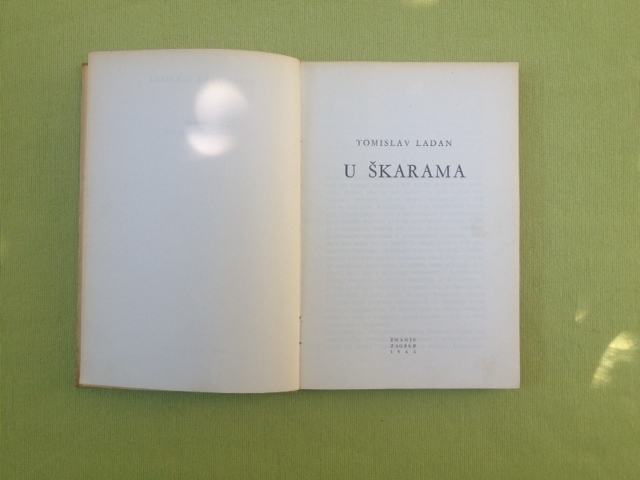 TOMISLAV LADAN
U ŠKARAMA
ZNANJE
ZAGREB